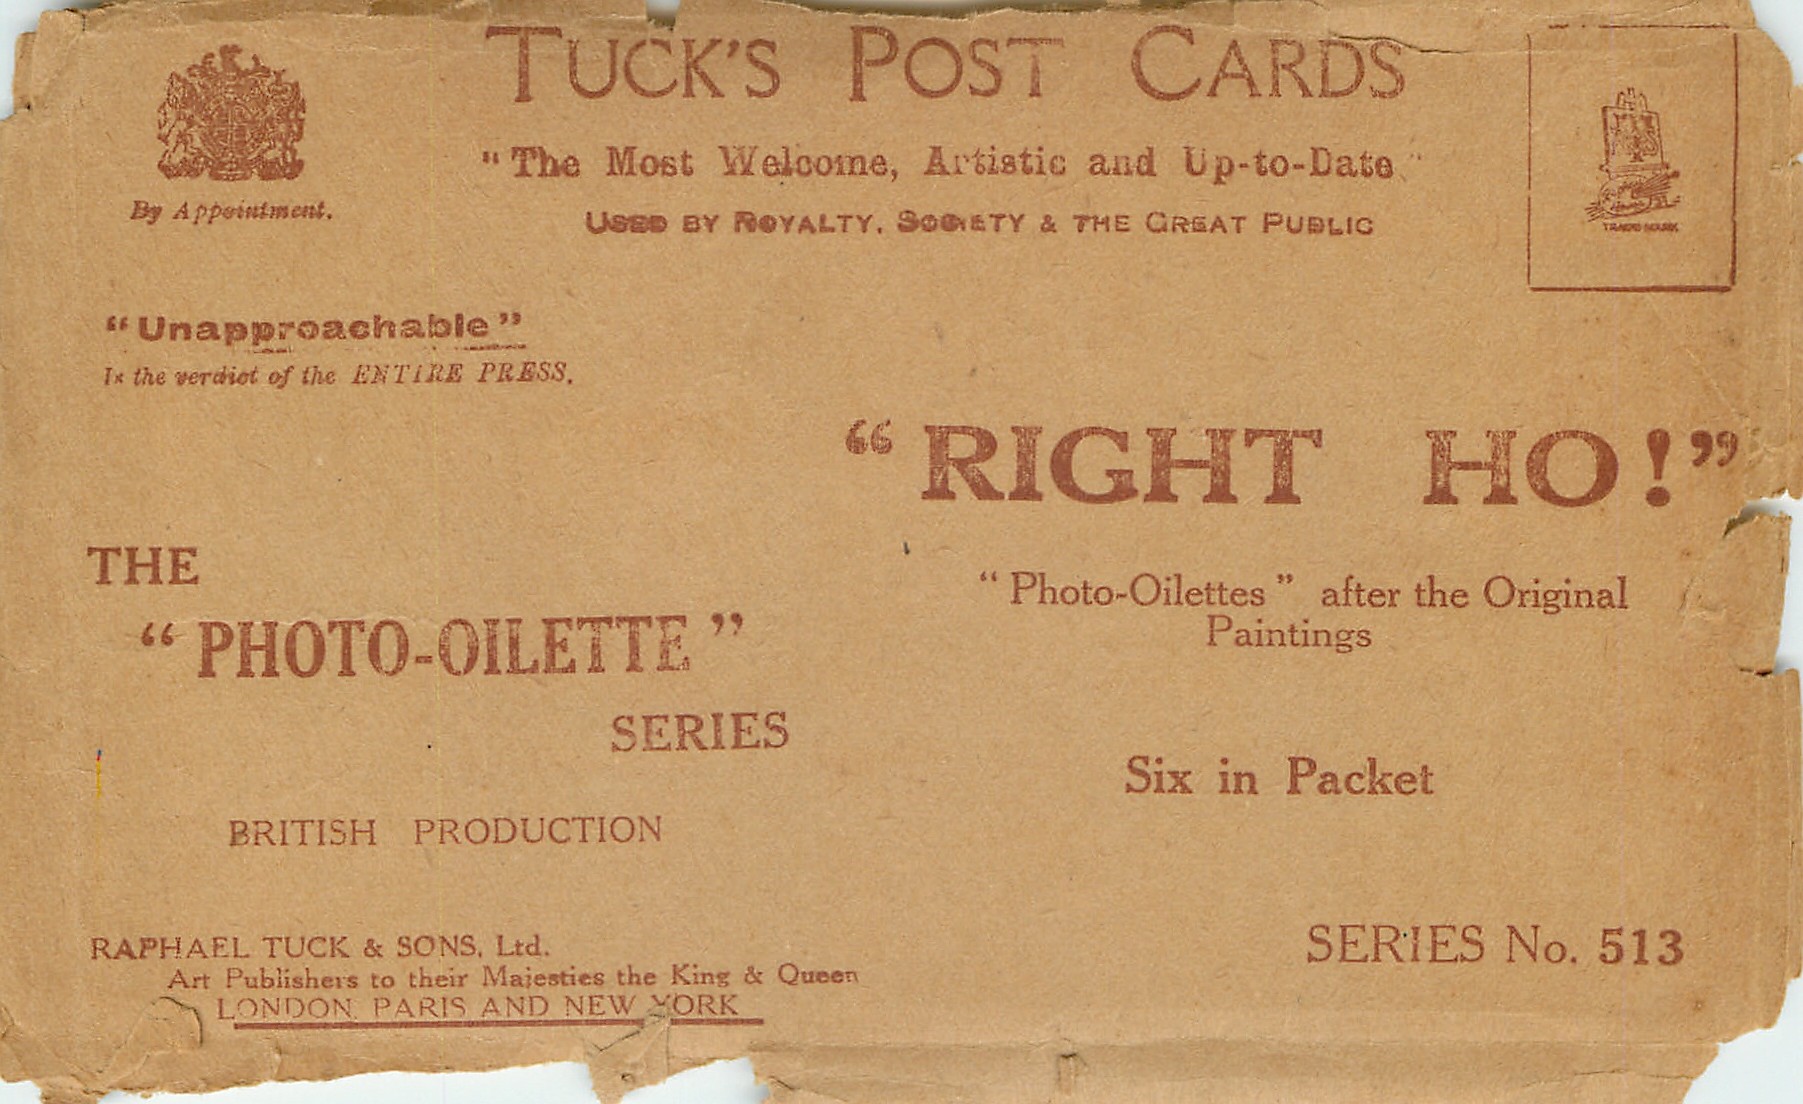 TUCK'S POST CARDS
"The Most Welcome, Artistic and Up-to-Date"
USED BY ROYALTY, SOCIETY & THE GREAT PUBLIC
By Appointment.
TRADE MARK
"Unapproachable"
Is the verdict of the ENTIRE PRESS.
"RIGHT HO!"
"Photo-Oilettes" after the Original
Paintings
Six in Packet
SERIES No. 513
THE
"PHOTO-OILETTE"
SERIES
BRITISH PRODUCTION
RAPHAEL TUCK & SONS, Ltd.
Art Publishers to their Majesties the King & Queen
LONDON, PARIS AND NEW YORK